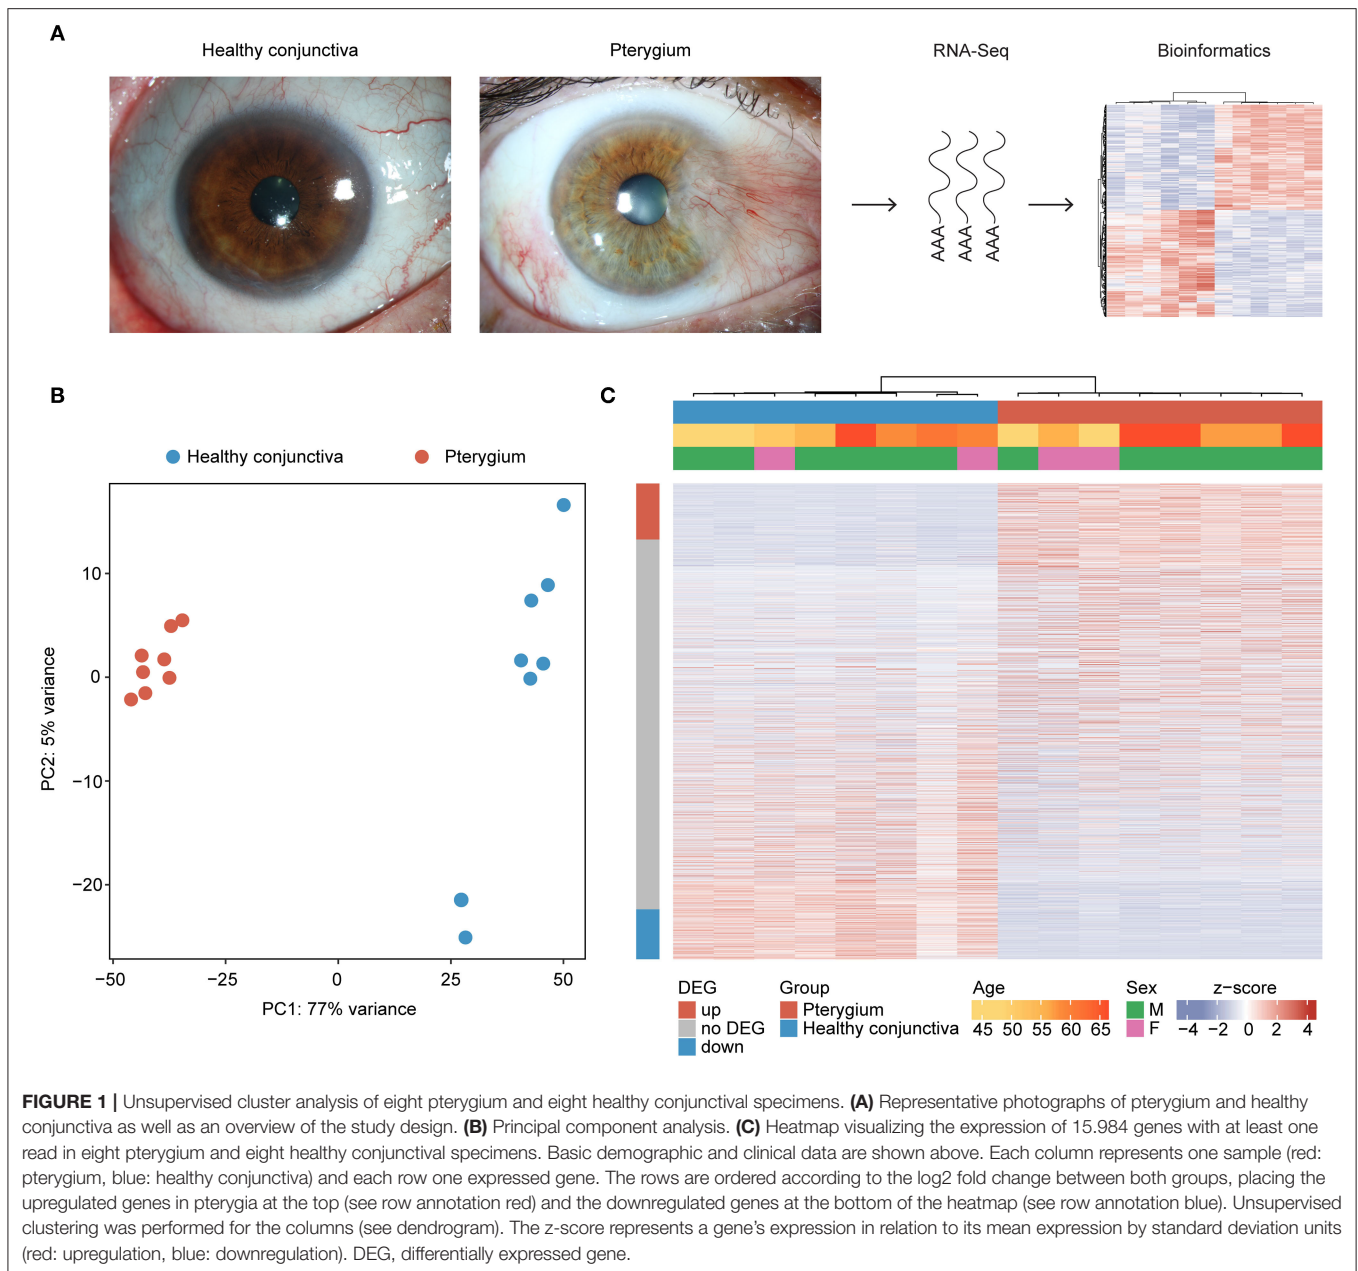 A
Healthy conjunctiva
Pterygium
RNA-Seq
Bioinformatics
AAA
AAA
AAA
B
Healthy conjunctiva
Pterygium
10
0
−10
−20
PC2: 5% variance
−50
−25
0
25
50
PC1: 77% variance
C
DEG
up
no DEG
down
Group
Pterygium
Healthy conjunctiva
Age
45 50 55 60 65
Sex
M
F
z−score
−4 −2 0 2 4
FIGURE 1 | Unsupervised cluster analysis of eight pterygium and eight healthy conjunctival specimens. (A) Representative photographs of pterygium and healthy
conjunctiva as well as an overview of the study design. (B) Principal component analysis. (C) Heatmap visualizing the expression of 15.984 genes with at least one
read in eight pterygium and eight healthy conjunctival specimens. Basic demographic and clinical data are shown above. Each column represents one sample (red:
pterygium, blue: healthy conjunctiva) and each row one expressed gene. The rows are ordered according to the log2 fold change between both groups, placing the
upregulated genes in pterygia at the top (see row annotation red) and the downregulated genes at the bottom of the heatmap (see row annotation blue). Unsupervised
clustering was performed for the columns (see dendrogram). The z-score represents a gene’s expression in relation to its mean expression by standard deviation units
(red: upregulation, blue: downregulation). DEG, differentially expressed gene.